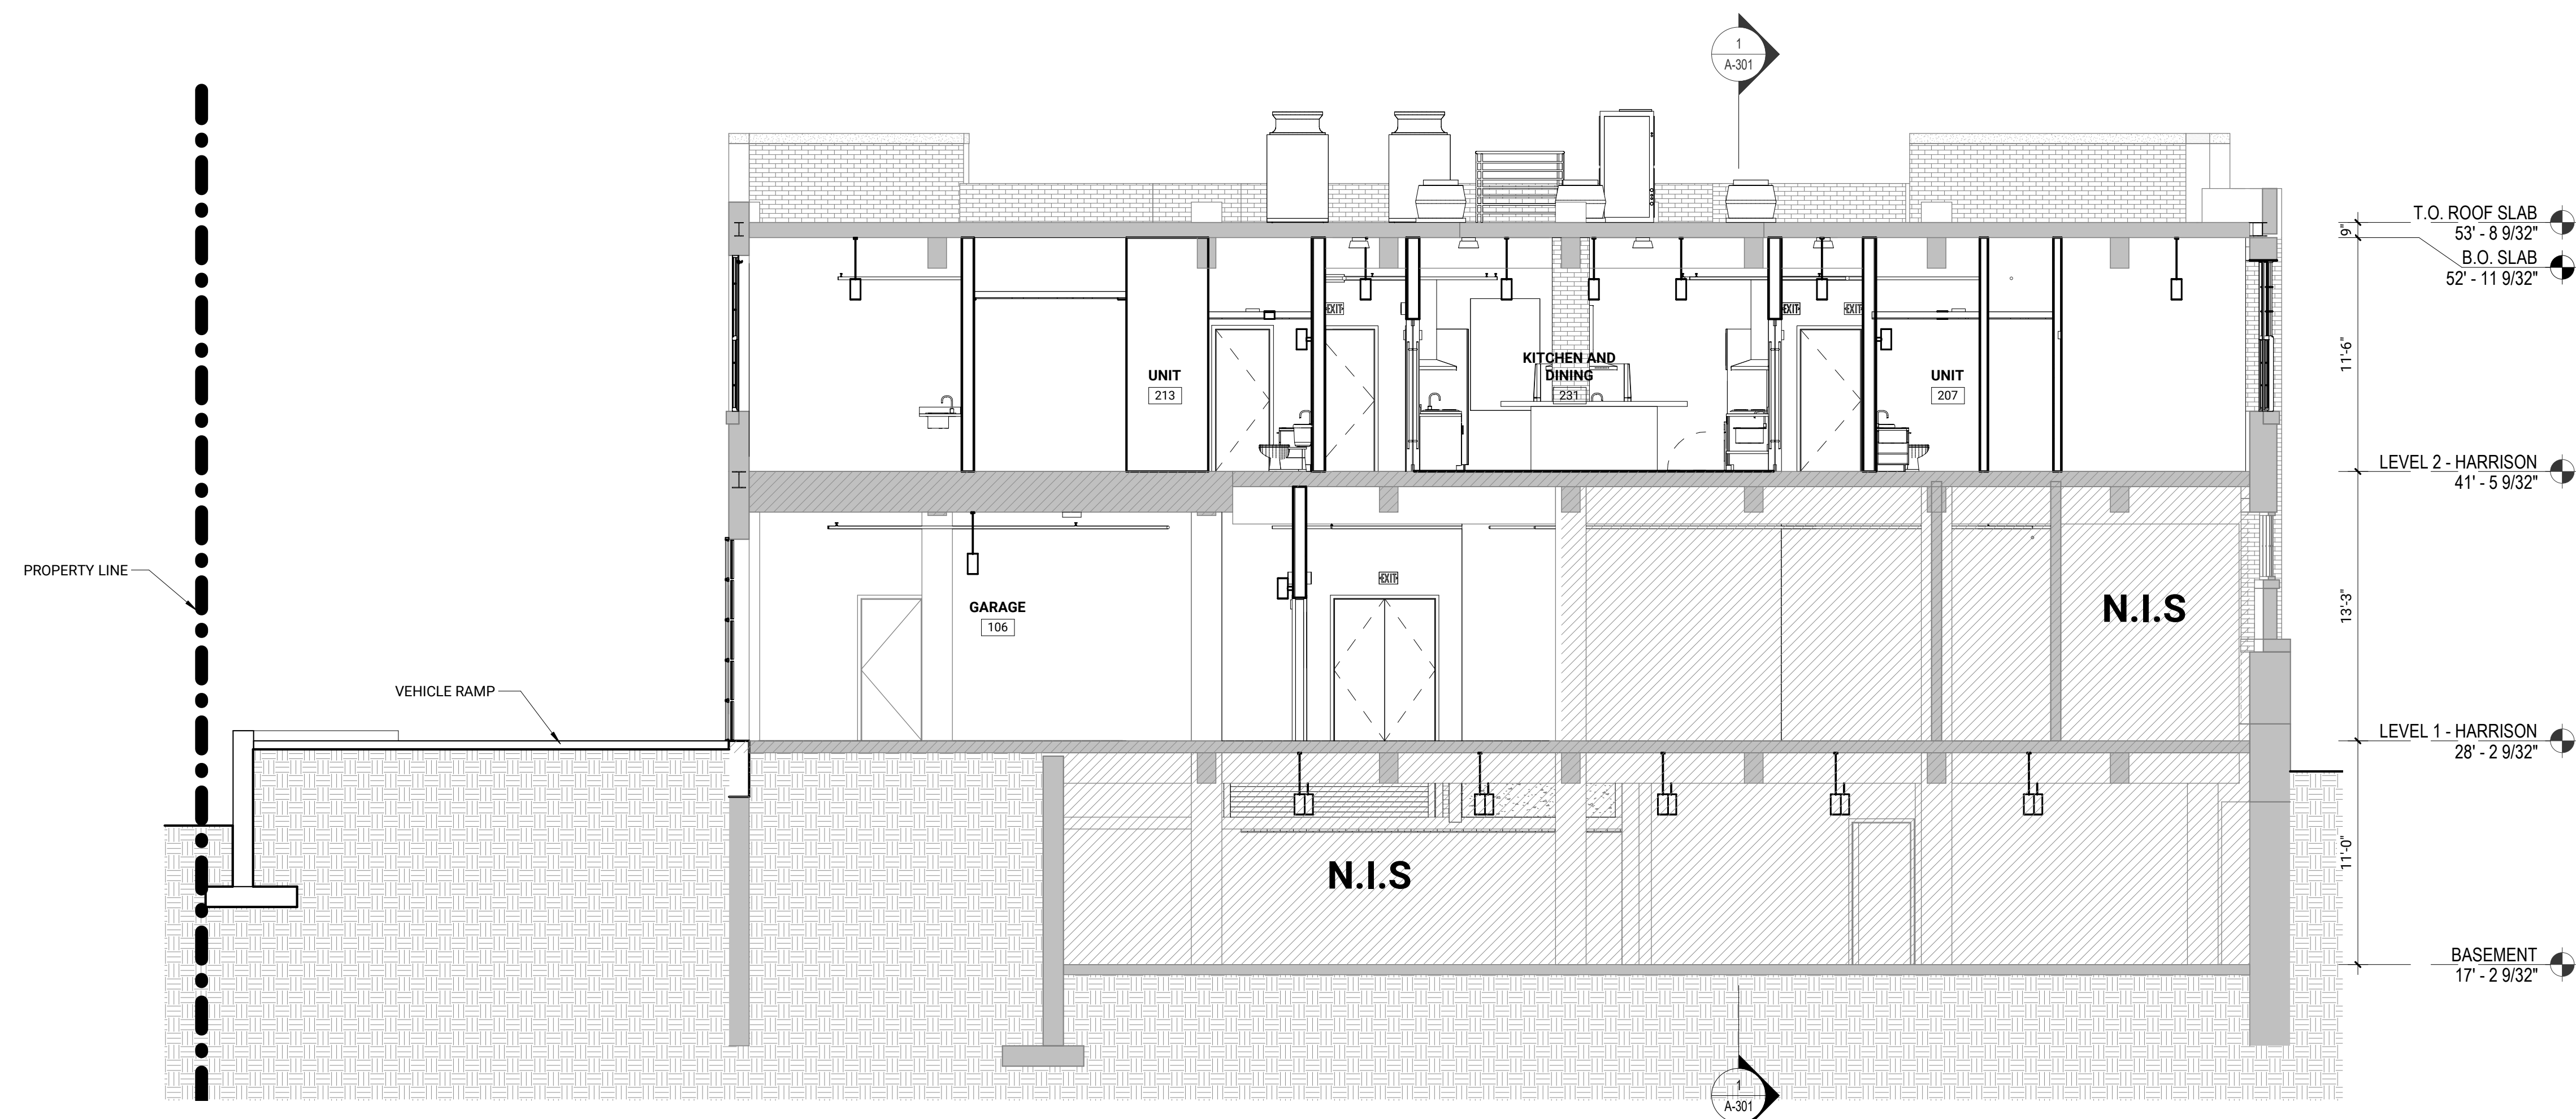 1
A-301
T.O. ROOF SLAB
53' - 8 9/32"
9"
B.O. SLAB
52' - 11 9/32"
EXIT
EXIT
EXIT
11'-6"
KITCHEN AND
DINING
231
UNIT
213
UNIT
207
LEVEL 2 - HARRISON
41' - 5 9/32"
PROPERTY LINE
EXIT
GARAGE
106
N.I.S
13'-3"
VEHICLE RAMP
LEVEL 1 - HARRISON
28' - 2 9/32"
N.I.S
11'-0"
BASEMENT
17' - 2 9/32"
1
A-301